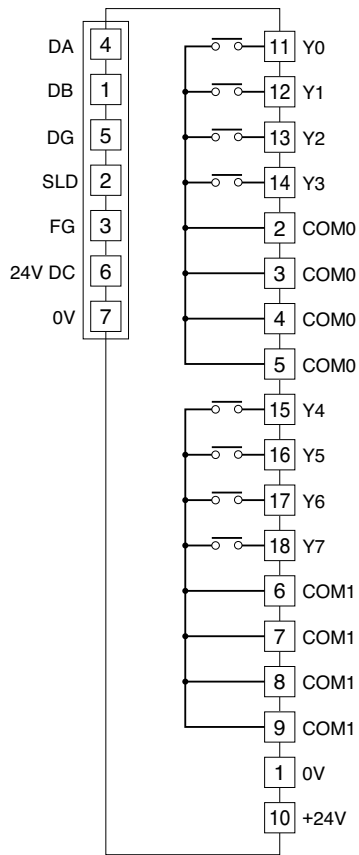 DA 4
DB 1
DG 5
SLD 2
FG 3
24V DC 6
0V 7
11 Y0
12 Y1
13 Y2
14 Y3
2 COM0
3 COM0
4 COM0
5 COM0
15 Y4
16 Y5
17 Y6
18 Y7
6 COM1
7 COM1
8 COM1
9 COM1
1 0V
10 +24V